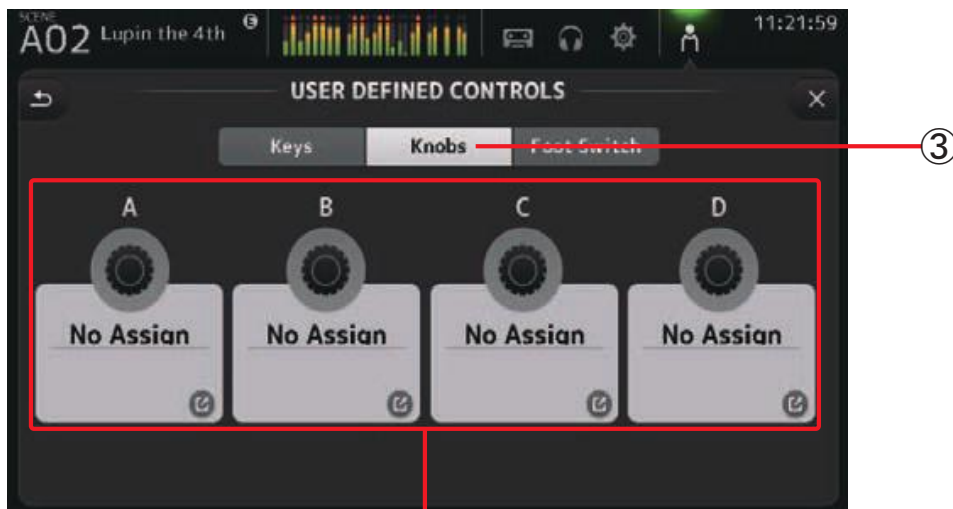 SCENE
A02 Lupin the 4th E 11:21:59
USER DEFINED CONTROLS
Keys Knobs Foot Switch
③
A B C D
No Assign No Assign No Assign No Assign